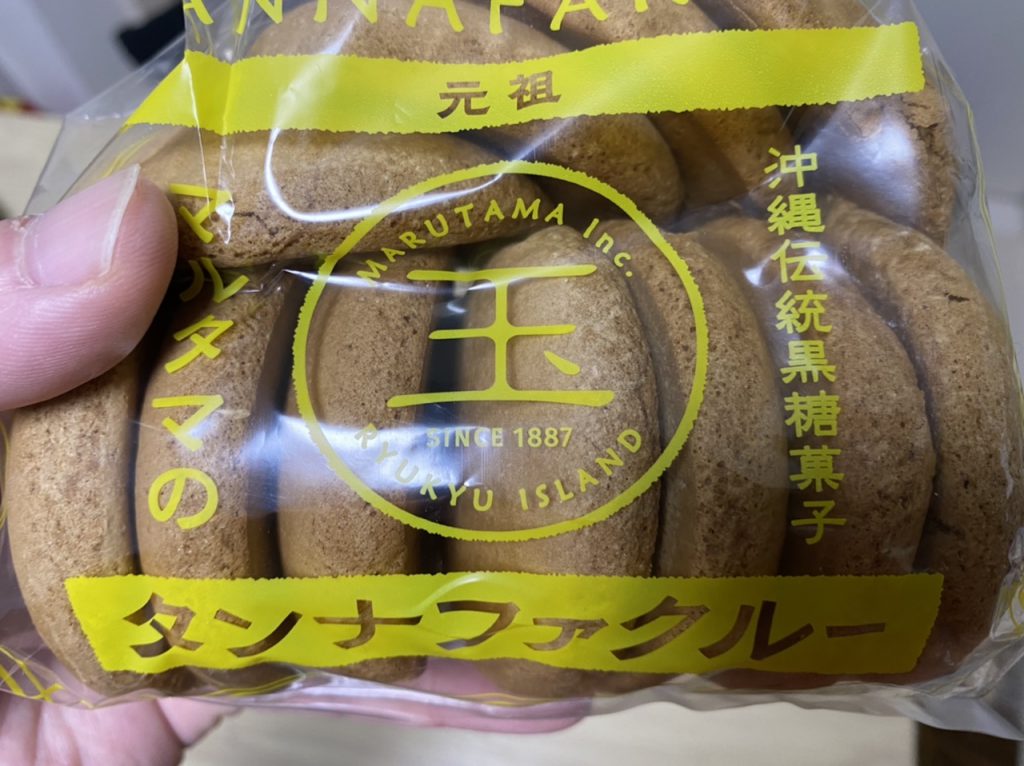 ANNAFAR
元祖
沖縄伝統黒糖菓子
マルタマの
MARUTAMA Inc.
玉
SINCE 1887
RYUKYU ISLAND
タンナファクルー